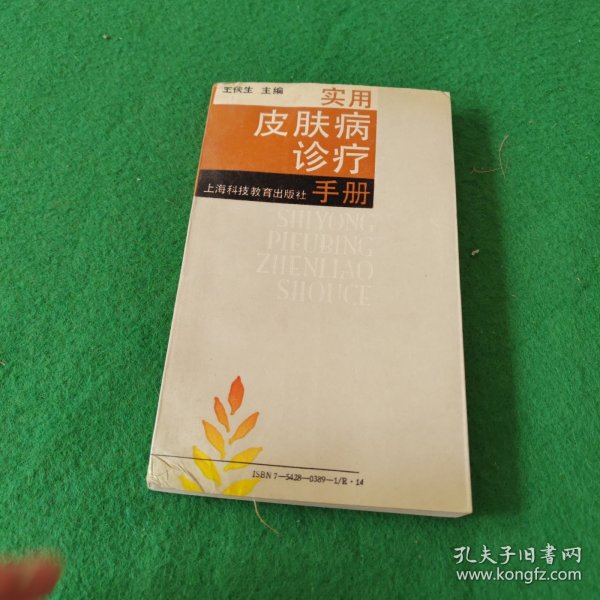 王侠生 主编
实用
皮肤病
诊疗
上海科技教育出版社 手册
SHIYONG
PIFUBING
ZHENLIAO
SHOUCE
ISBN 7—5428—0389—1/R·14
孔夫子旧书网
www.kongfz.com